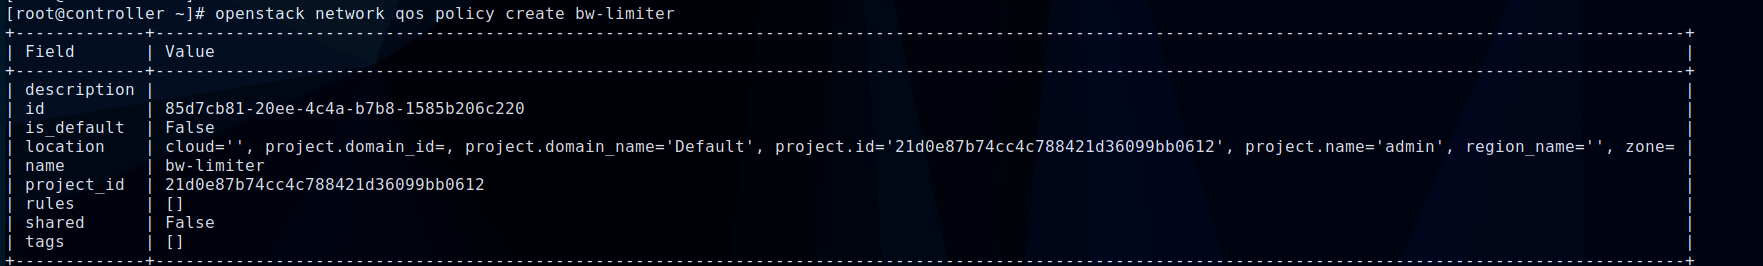 [root@controller ~]# openstack network qos policy create bw-limiter
+-------------+---------------------------------------------------------------------------------------------------------------------------------------------------------+
| Field       | Value                                                                                                                                                   |
+-------------+---------------------------------------------------------------------------------------------------------------------------------------------------------+
| description |                                                                                                                                                         |
| id          | 85d7cb81-20ee-4c4a-b7b8-1585b206c220                                                                                                                    |
| is_default  | False                                                                                                                                                   |
| location    | cloud='', project.domain_id=, project.domain_name='Default', project.id='21d0e87b74cc4c788421d36099bb0612', project.name='admin', region_name='', zone= |
| name        | bw-limiter                                                                                                                                              |
| project_id  | 21d0e87b74cc4c788421d36099bb0612                                                                                                                        |
| rules       | []                                                                                                                                                      |
| shared      | False                                                                                                                                                   |
| tags        | []                                                                                                                                                      |
+-------------+---------------------------------------------------------------------------------------------------------------------------------------------------------+